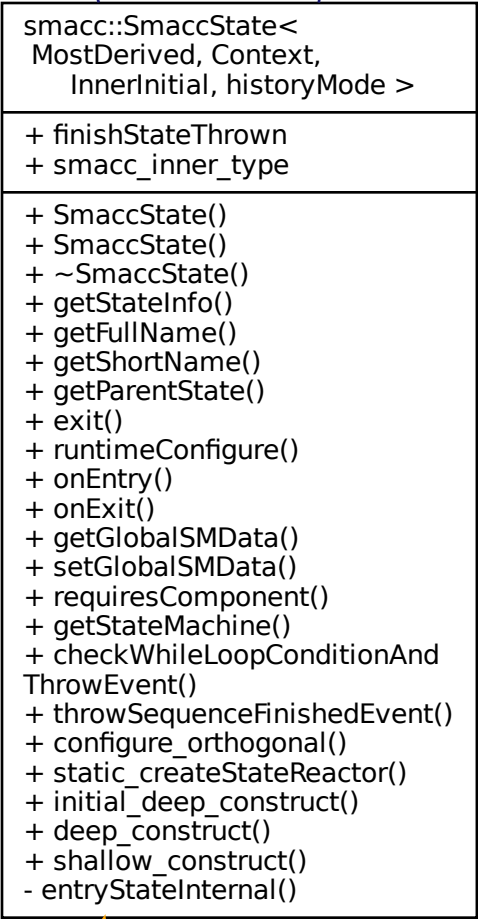 smacc::SmaccState<
MostDerived, Context,
InnerInitial, historyMode >
+ finishStateThrown
+ smacc_inner_type
+ SmaccState()
+ SmaccState()
+ ~SmaccState()
+ getStateInfo()
+ getFullName()
+ getShortName()
+ getParentState()
+ exit()
+ runtimeConfigure()
+ onEntry()
+ onExit()
+ getGlobalSMData()
+ setGlobalSMData()
+ requiresComponent()
+ getStateMachine()
+ checkWhileLoopConditionAnd
ThrowEvent()
+ throwSequenceFinishedEvent()
+ configure_orthogonal()
+ static_createStateReactor()
+ initial_deep_construct()
+ deep_construct()
+ shallow_construct()
- entryStateInternal()